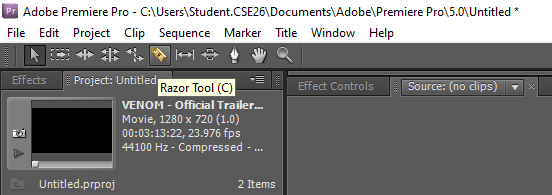 Pr Adobe Premiere Pro - C:\Users\Student.CSE26\Documents\Adobe\Premiere Pro\5.0\Untitled *
File Edit Project Clip Sequence Marker Title Window Help
Effects Project: Untitled Effect Controls Source: (no clips)
Razor Tool (C)
VENOM - Official Trailer...
Movie, 1280 x 720 (1.0)
00:03:13:22, 23.976 fps
44100 Hz - Compressed - ...
Untitled.prproj 2 Items